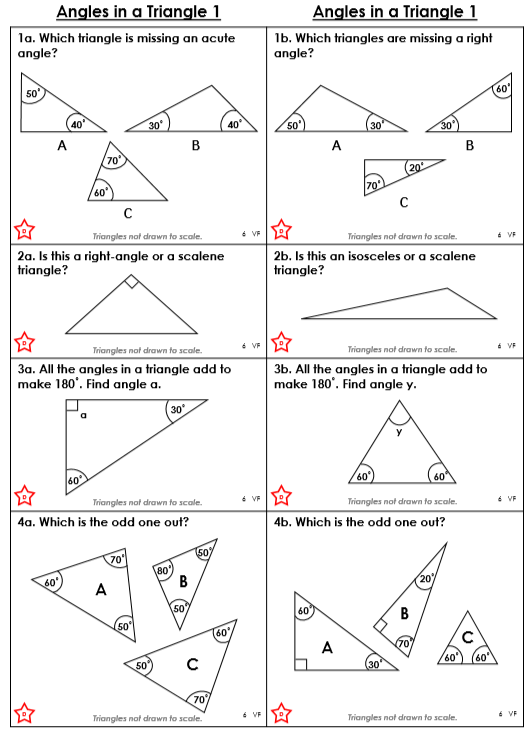 Angles in a Triangle 1
Angles in a Triangle 1
1a. Which triangle is missing an acute
angle?
50°
40°
A
30°
40°
B
70°
60°
C
D
Triangles not drawn to scale.
6 VF
1b. Which triangles are missing a right
angle?
50°
30°
A
60°
30°
B
20°
70°
C
D
Triangles not drawn to scale.
6 VF
2a. Is this a right-angle or a scalene
triangle?
D
Triangles not drawn to scale.
6 VF
2b. Is this an isosceles or a scalene
triangle?
D
Triangles not drawn to scale.
6 VF
3a. All the angles in a triangle add to
make 180°. Find angle a.
a
30°
60°
D
Triangles not drawn to scale.
6 VF
3b. All the angles in a triangle add to
make 180°. Find angle y.
y
60°
60°
D
Triangles not drawn to scale.
6 VF
4a. Which is the odd one out?
70°
60°
A
50°
50°
80°
B
50°
60°
50°
C
70°
D
Triangles not drawn to scale.
6 VF
4b. Which is the odd one out?
60°
A
30°
20°
B
70°
C
60°
60°
D
Triangles not drawn to scale.
6 VF